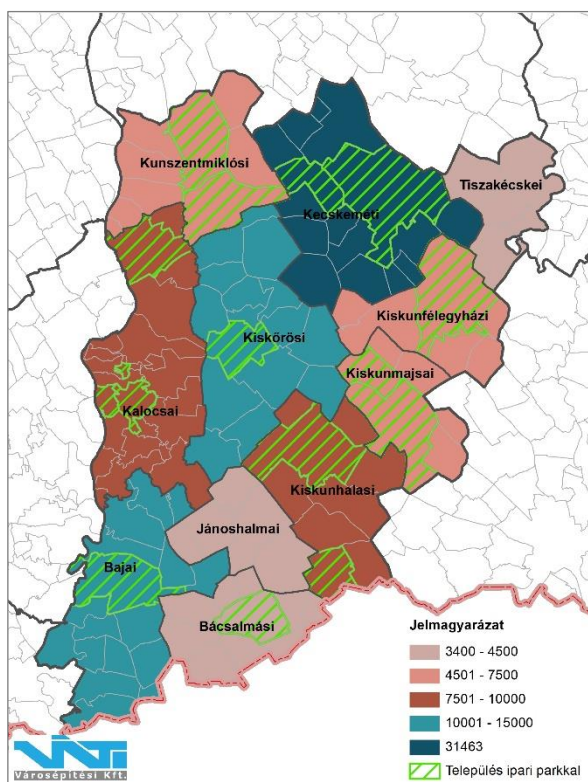 Kunszentmiklósi
Tiszakécskei
Kecskeméti
Kiskunfélegyházi
Kiskőrösi
Kiskunmajsai
Kalocsai
Kiskunhalasi
Jánoshalmai
Bajai
Bácsalmási
Jelmagyarázat
3400 - 4500
4501 - 7500
7501 - 10000
10001 - 15000
31463
Település ipari parkkal
VÁTI
Városépítési Kft.